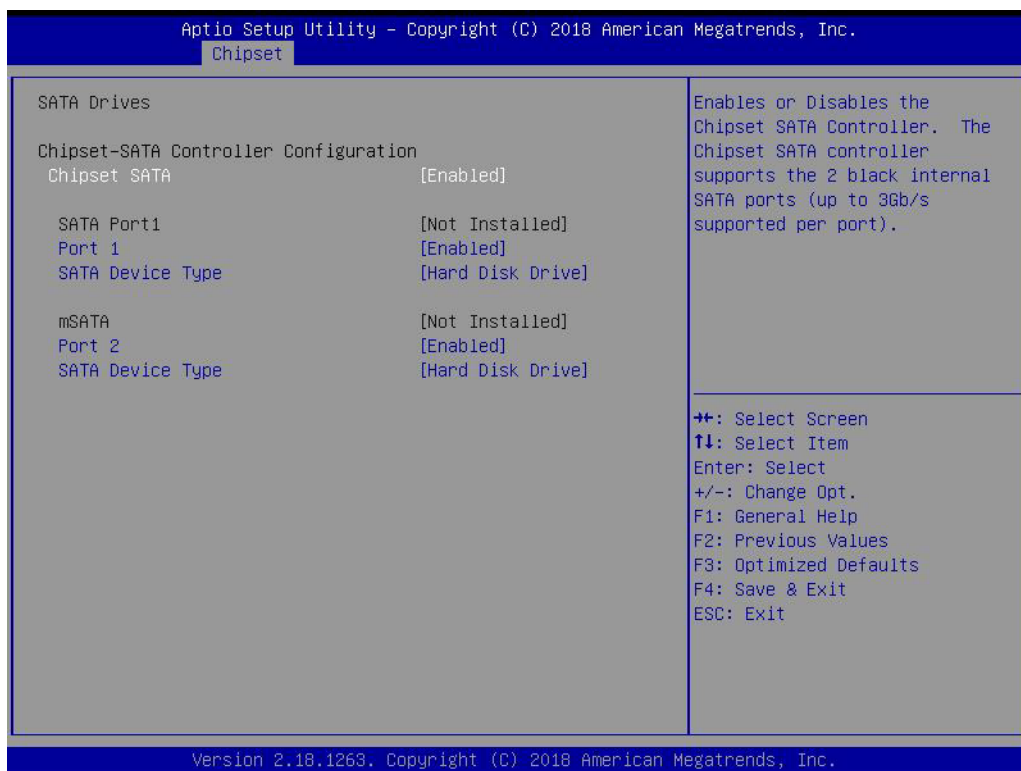 Aptio Setup Utility – Copyright (C) 2018 American Megatrends, Inc.
Chipset
SATA Drives
Chipset-SATA Controller Configuration
Chipset SATA [Enabled]
SATA Port1 [Not Installed]
Port 1 [Enabled]
SATA Device Type [Hard Disk Drive]
mSATA [Not Installed]
Port 2 [Enabled]
SATA Device Type [Hard Disk Drive]
Enables or Disables the
Chipset SATA Controller. The
Chipset SATA controller
supports the 2 black internal
SATA ports (up to 3Gb/s
supported per port).
→←: Select Screen
↑↓: Select Item
Enter: Select
+/-: Change Opt.
F1: General Help
F2: Previous Values
F3: Optimized Defaults
F4: Save & Exit
ESC: Exit
Version 2.18.1263. Copyright (C) 2018 American Megatrends, Inc.